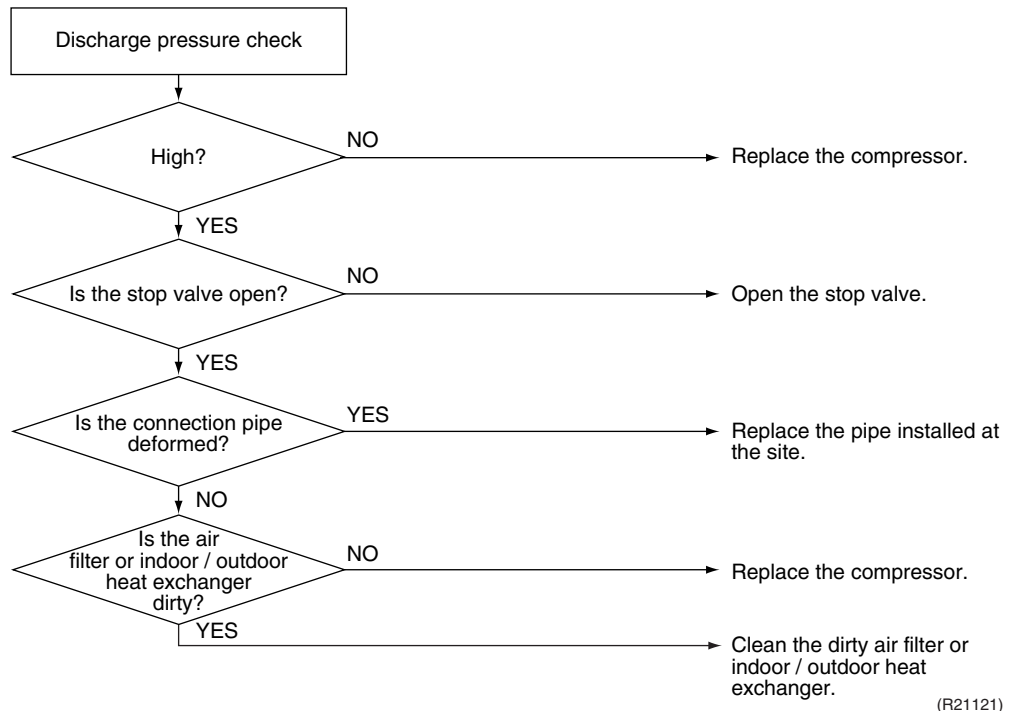 Discharge pressure check
High?
NO
Replace the compressor.
YES
Is the stop valve open?
NO
Open the stop valve.
YES
Is the connection pipe
deformed?
YES
Replace the pipe installed at
the site.
NO
Is the air
filter or indoor / outdoor
heat exchanger
dirty?
NO
Replace the compressor.
YES
Clean the dirty air filter or
indoor / outdoor heat
exchanger.
(R21121)